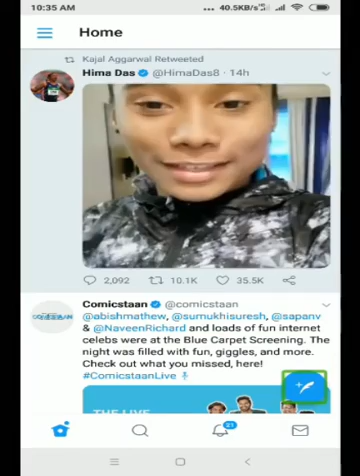 10:35 AM
40.5KB/s
Home
Kajal Aggarwal Retweeted
Hima Das @HimaDas8 · 14h
2,092 10.1K 35.5K
Comicstaan @comicstaan
@abishmathew, @sumukhisuresh, @sapanv
& @NaveenRichard and loads of fun internet
celebs were at the Blue Carpet Screening. The
night was filled with fun, giggles, and more.
Check out what you missed, here!
#ComicstaanLive
THE LIVE
21